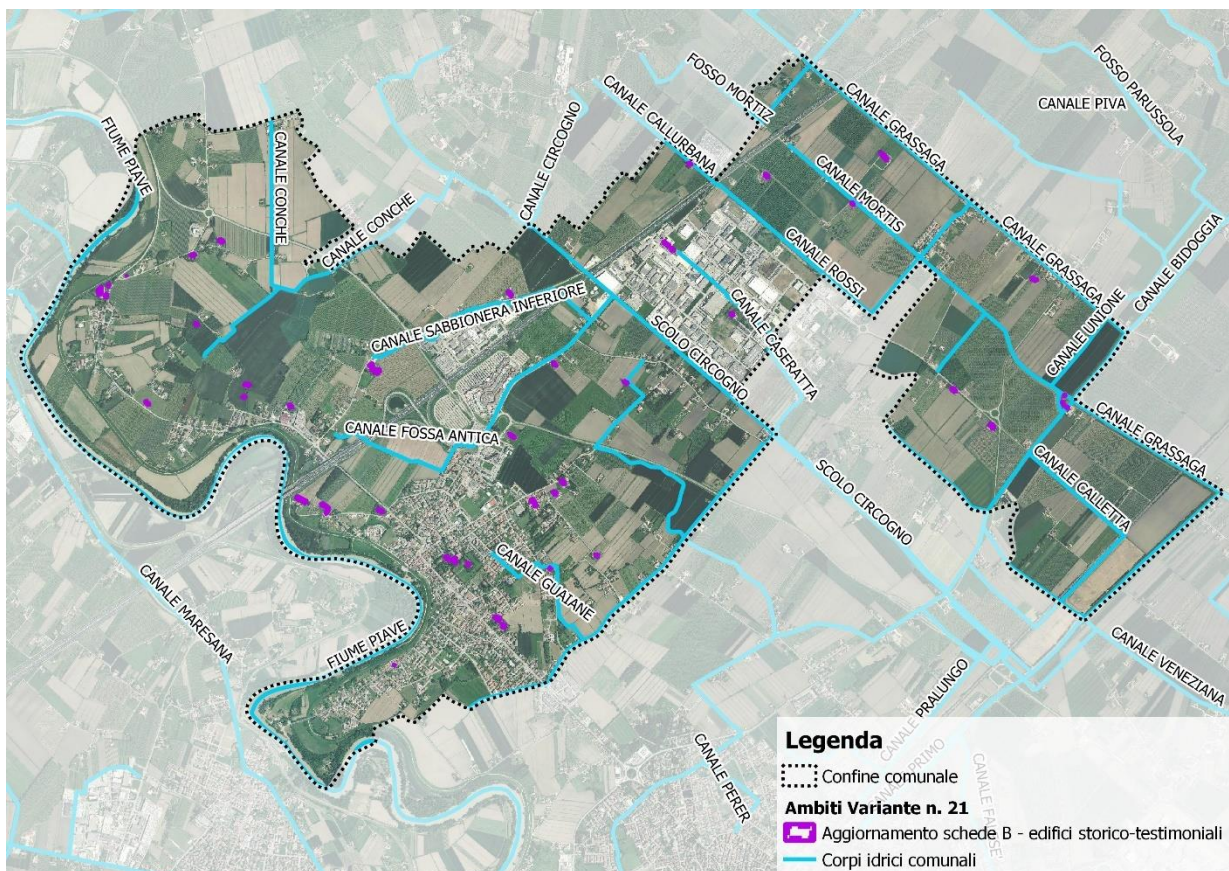 FOSSO MORTIZ
FOSSO PARUSSOLA
CANALE GRASSAGA
CANALE PIVA
CANALE CALLURBANA
CANALE CIRCOGNO
FIUME PIAVE
CANALE CONCHE
CANALE CONCHE
CANALE MORTIS
CANALE GRASSAGA
CANALE BIDOGGIA
CANALE ROSSI
CANALE UNIONE
CANALE SABBIONERA INFERIORE
SCOLO CIRCOGNO
CANALE CASERATTA
CANALE FOSSA ANTICA
CANALE GRASSAGA
CANALE CALLETTA
SCOLO CIRCOGNO
CANALE GUAIANE
CANALE MARESANA
FIUME PIAVE
CANALE VENEZIANA
CANALE PRALUNGO
CANALE PERER
Legenda
Confine comunale
Ambiti Variante n. 21
Aggiornamento schede B - edifici storico-testimoniali
Corpi idrici comunali